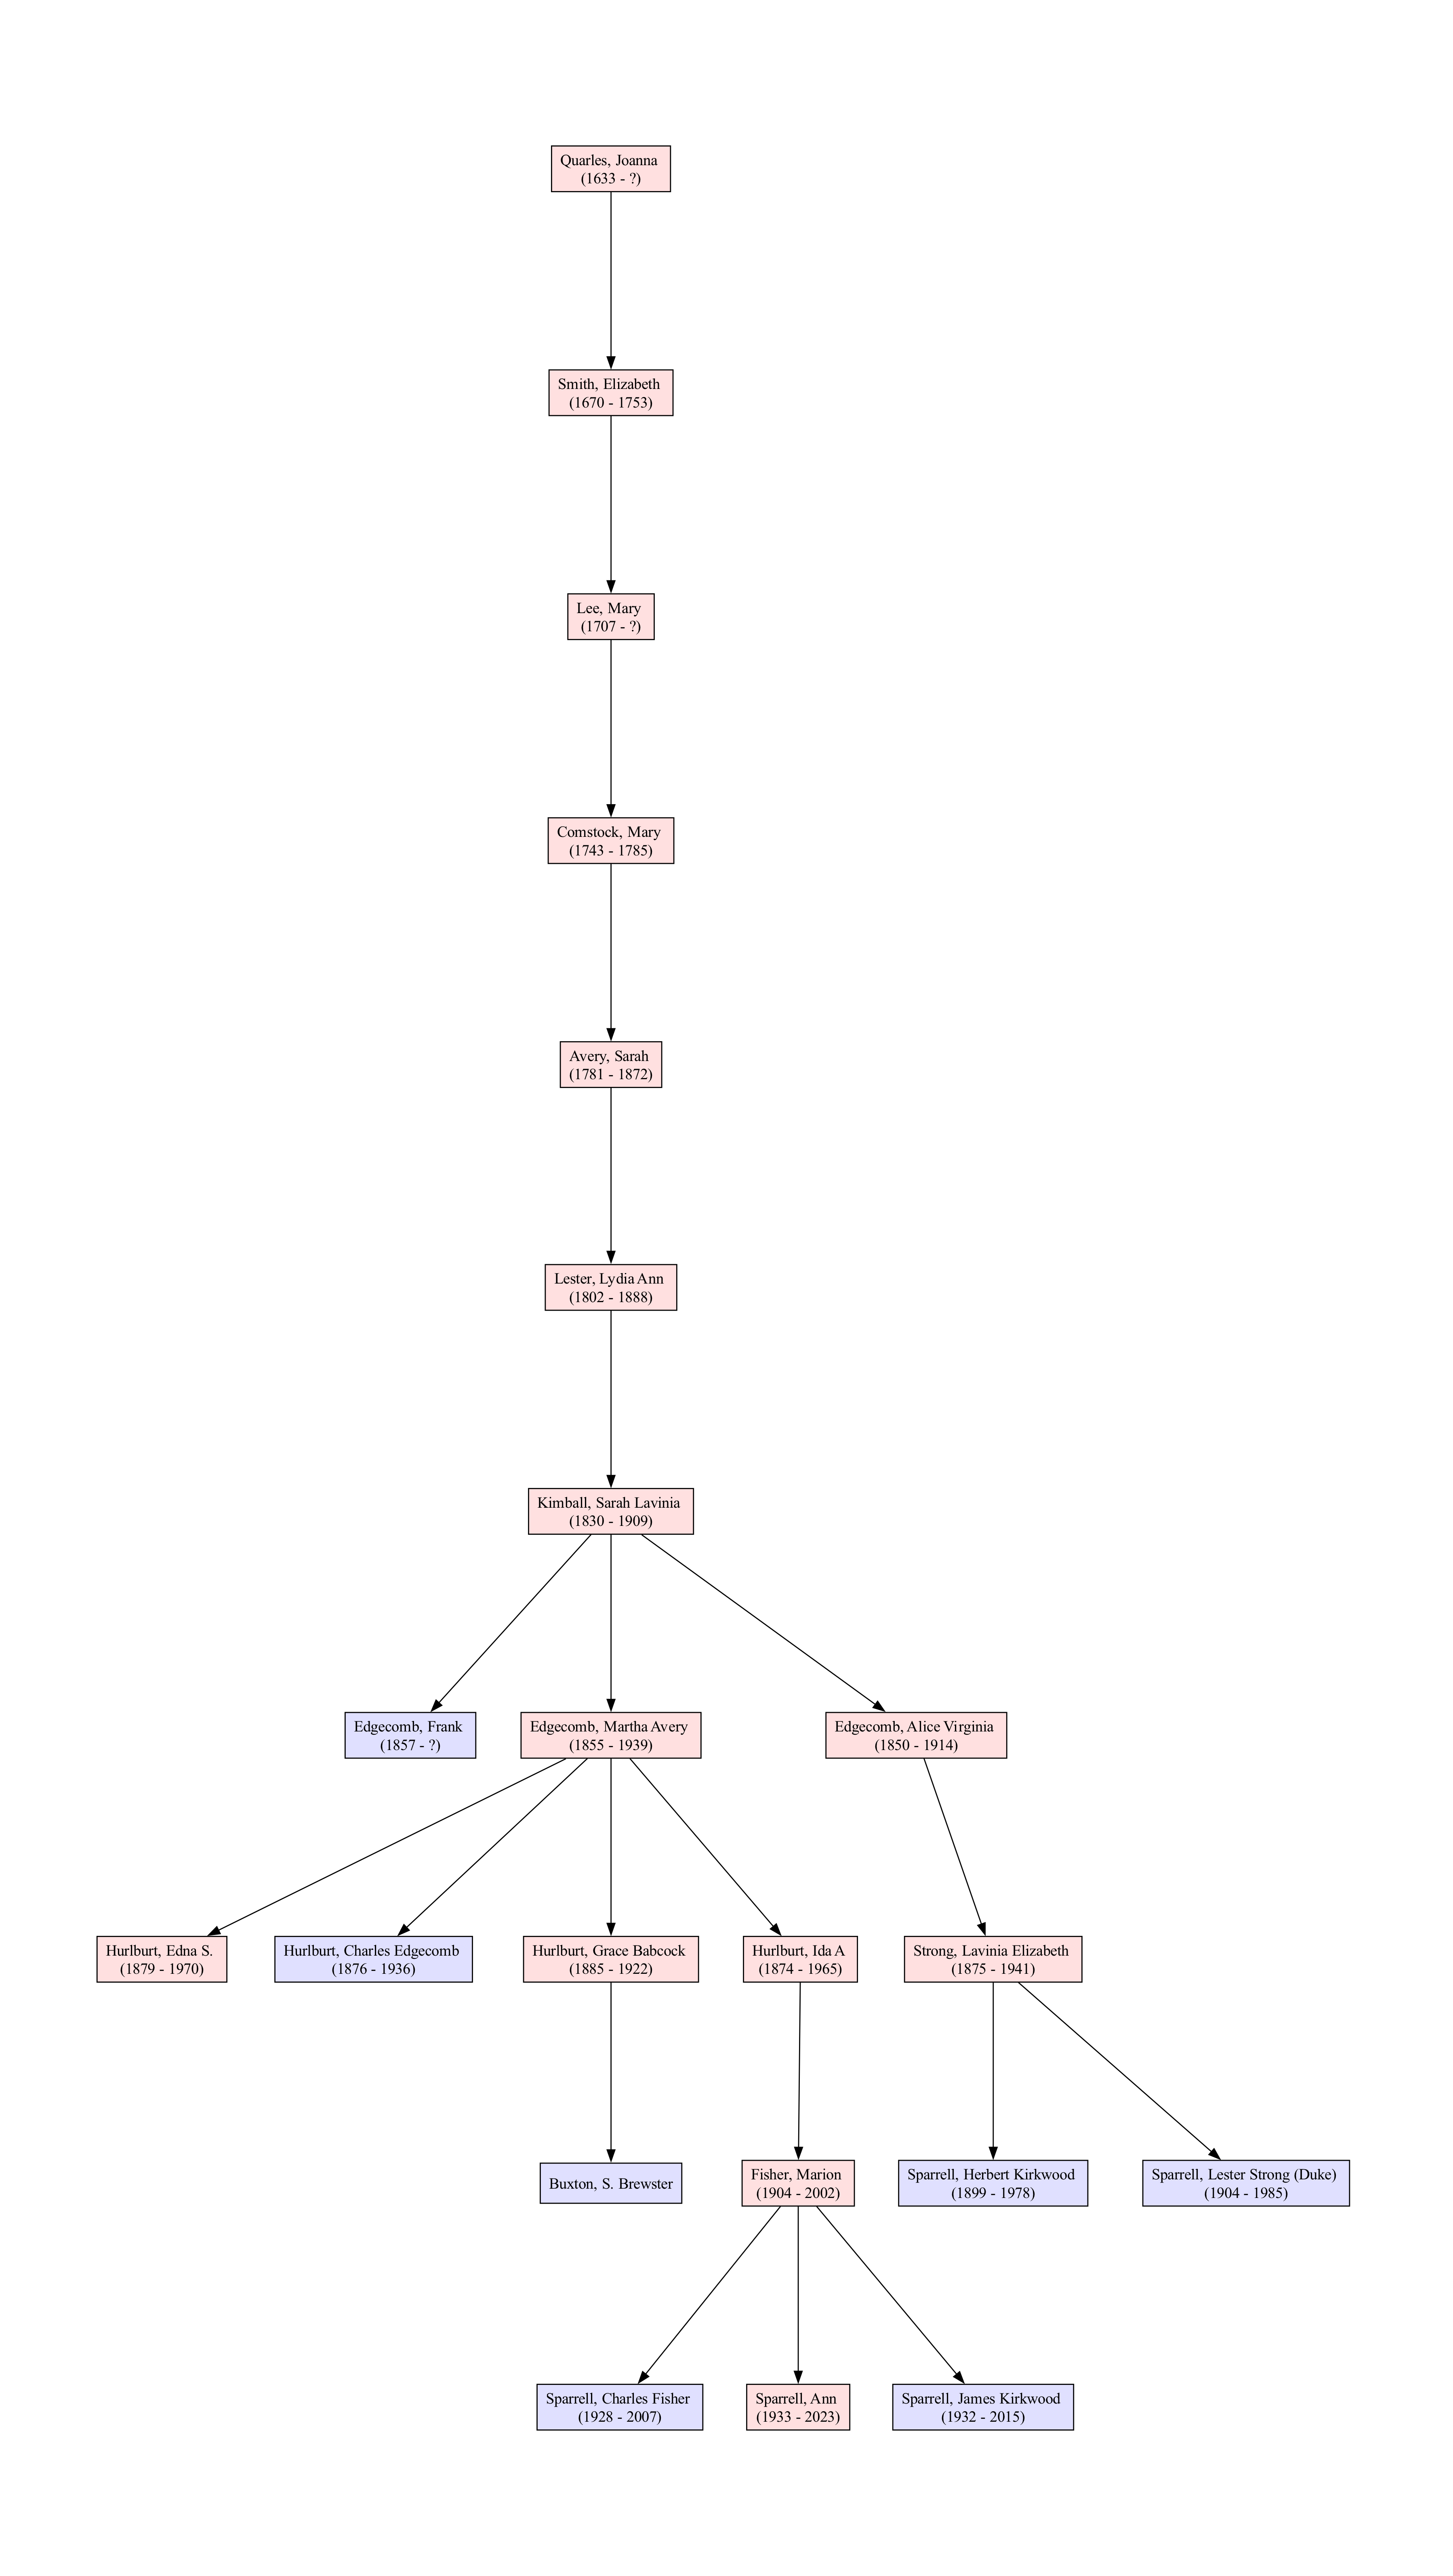 Quarles, Joanna
(1633 - ?)
Smith, Elizabeth
(1670 - 1753)
Lee, Mary
(1707 - ?)
Comstock, Mary
(1743 - 1785)
Avery, Sarah
(1781 - 1872)
Lester, Lydia Ann
(1802 - 1888)
Kimball, Sarah Lavinia
(1830 - 1909)
Edgecomb, Frank
(1857 - ?)
Edgecomb, Martha Avery
(1855 - 1939)
Edgecomb, Alice Virginia
(1850 - 1914)
Hurlburt, Edna S.
(1879 - 1970)
Hurlburt, Charles Edgecomb
(1876 - 1936)
Hurlburt, Grace Babcock
(1885 - 1922)
Hurlburt, Ida A
(1874 - 1965)
Strong, Lavinia Elizabeth
(1875 - 1941)
Buxton, S. Brewster
Fisher, Marion
(1904 - 2002)
Sparrell, Herbert Kirkwood
(1899 - 1978)
Sparrell, Lester Strong (Duke)
(1904 - 1985)
Sparrell, Charles Fisher
(1928 - 2007)
Sparrell, Ann
(1933 - 2023)
Sparrell, James Kirkwood
(1932 - 2015)